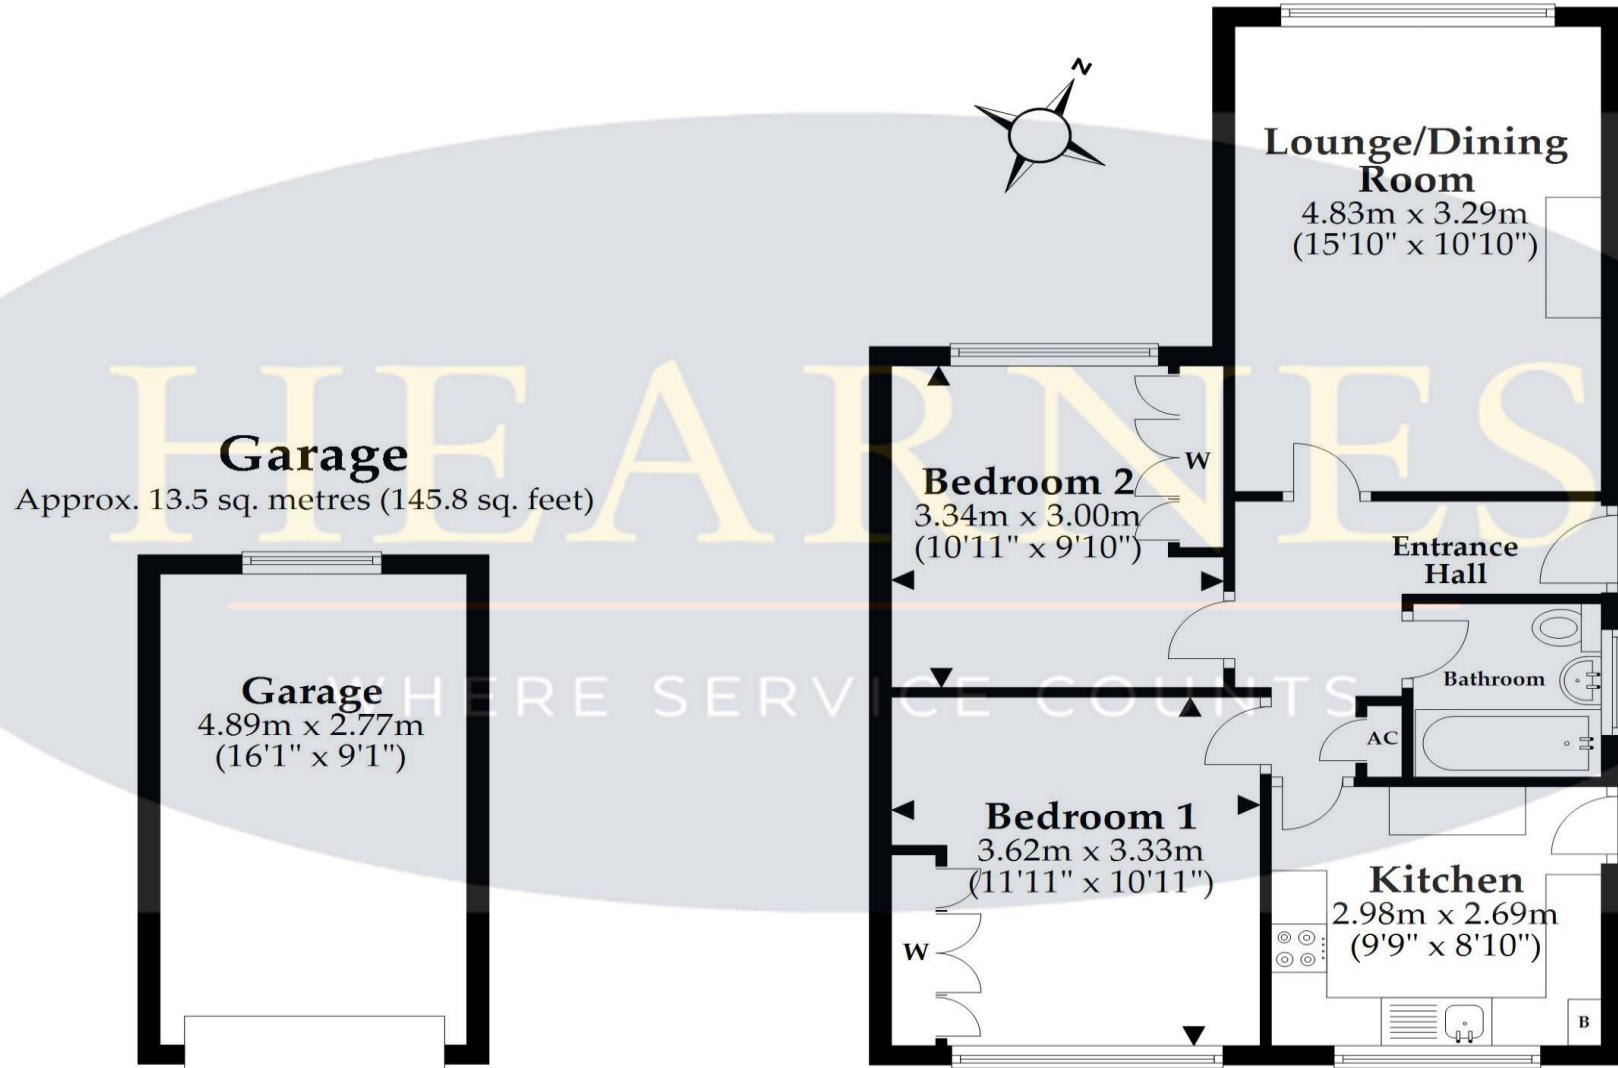 N
Lounge/Dining
Room
4.83m x 3.29m
(15'10" x 10'10")
HEARNES
WHERE SERVICE COUNTS
Garage
Approx. 13.5 sq. metres (145.8 sq. feet)
Garage
4.89m x 2.77m
(16'1" x 9'1")
Bedroom 2
3.34m x 3.00m
(10'11" x 9'10")
W
Entrance
Hall
Bathroom
AC
Bedroom 1
3.62m x 3.33m
(11'11" x 10'11")
W
Kitchen
2.98m x 2.69m
(9'9" x 8'10")
B